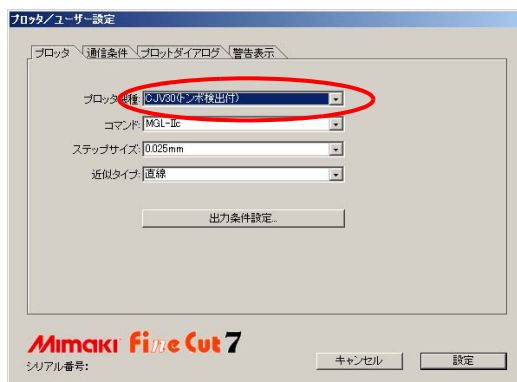 プロッタ／ユーザー設定
プロッタ 通信条件 プロットダイアログ 警告表示
プロッタ機種: CJV30(トンボ検出付)
コマンド: MGL-Ⅱc
ステップサイズ: 0.025mm
近似タイプ: 直線
出力条件設定...
Mimaki Fine Cut 7
シリアル番号:
キャンセル 設定